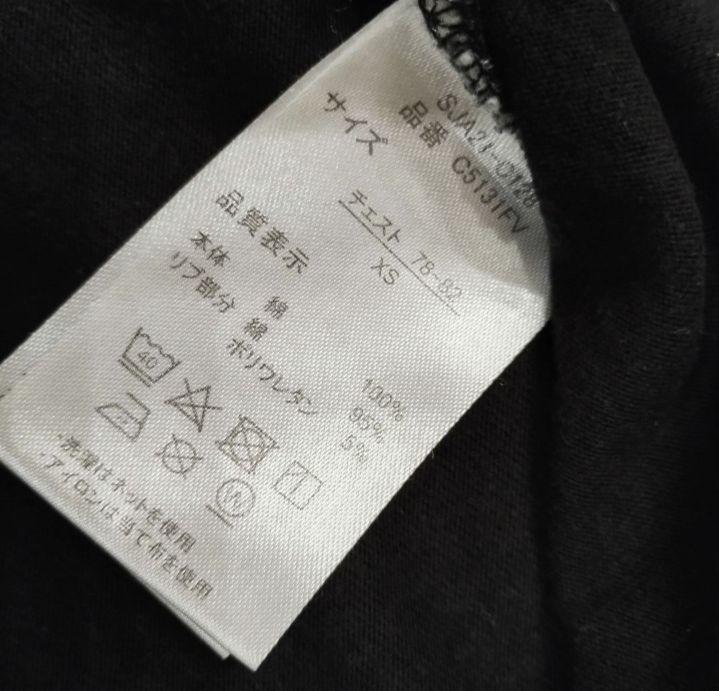 SJA21-C128
品番 C5131FV
サイズ
チェスト 78-82
XS
品質表示
本体 綿 100%
リブ部分 綿 95%
ポリウレタン 5%
40
W
・洗濯はネットを使用
・アイロンは当て布を使用